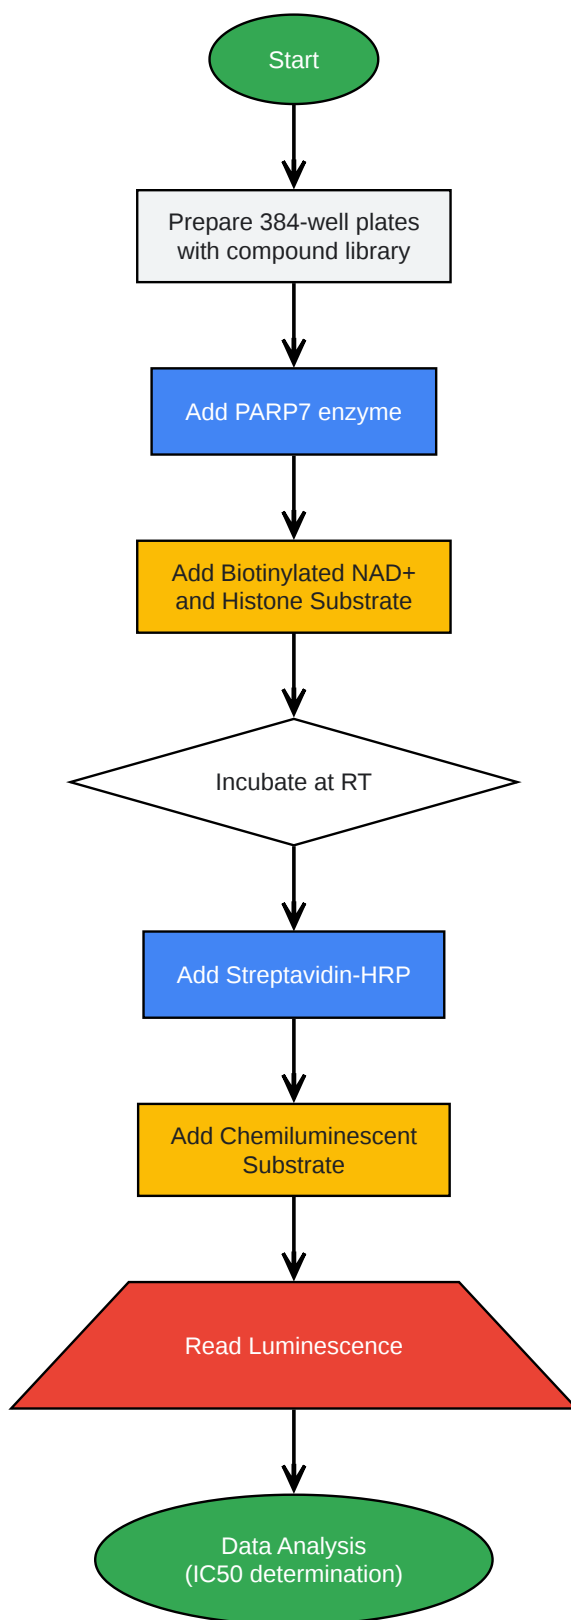 Start
Prepare 384-well plates
with compound library
Add PARP7 enzyme
Add Biotinylated NAD+
and Histone Substrate
Incubate at RT
Add Streptavidin-HRP
Add Chemiluminescent
Substrate
Read Luminescence
Data Analysis
(IC50 determination)